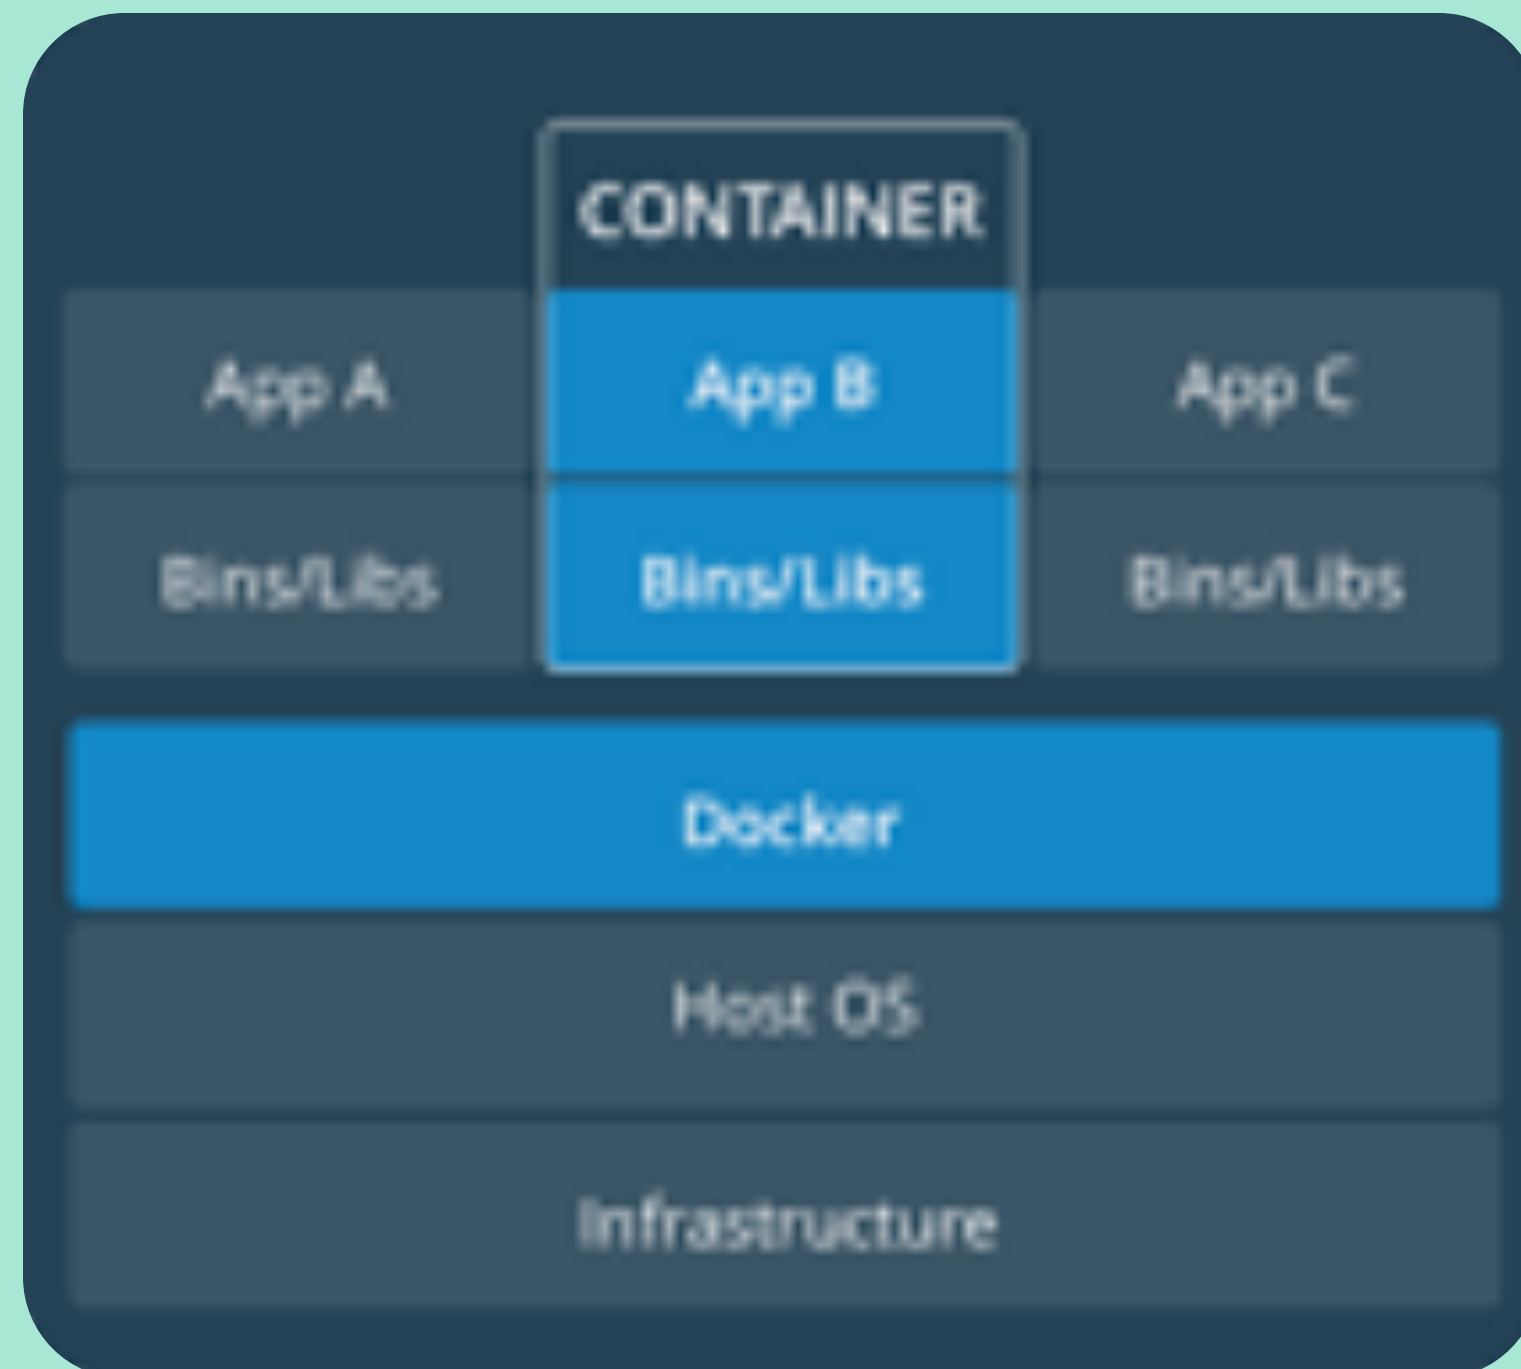 CONTAINER
App A
App B
App C
Bins/Libs
Bins/Libs
Bins/Libs
Docker
Host OS
Infrastructure